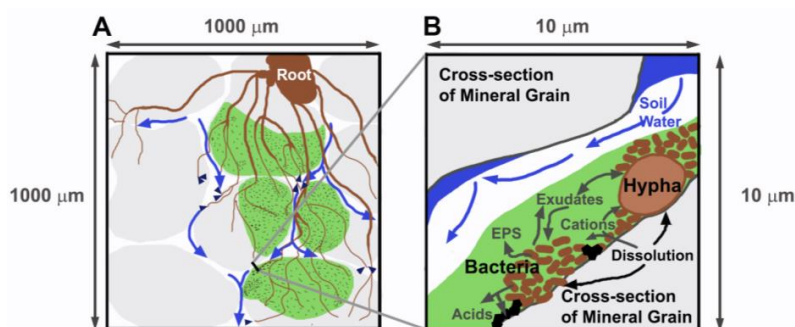 1000 μm
10 μm
A
B
Root
1000 μm
Cross-section
of Mineral Grain
Soil
Water
10 μm
Hypha
Exudates
Cations
EPS
Dissolution
Bacteria
Acids
Cross-section
of Mineral Grain